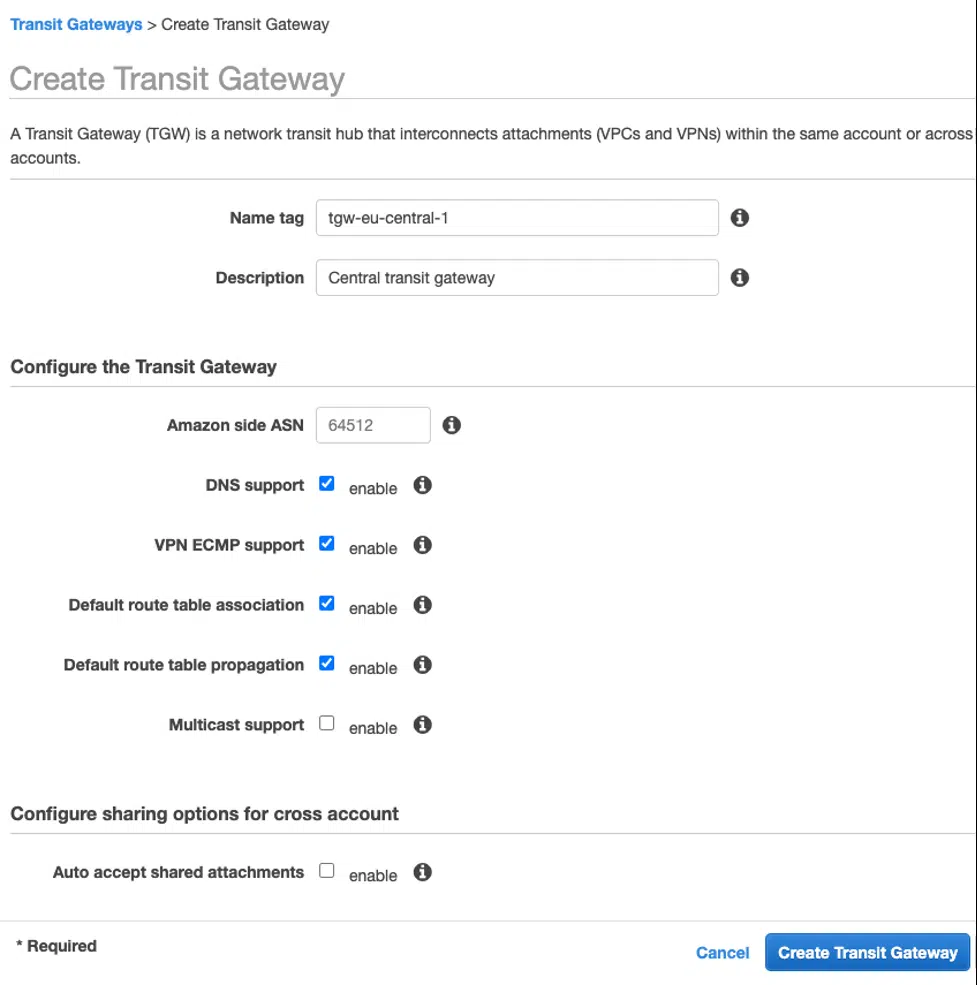 Transit Gateways > Create Transit Gateway
Create Transit Gateway
A Transit Gateway (TGW) is a network transit hub that interconnects attachments (VPCs and VPNs) within the same account or across
accounts.
Name tag tgw-eu-central-1
Description Central transit gateway
Configure the Transit Gateway
Amazon side ASN 64512
DNS support enable
VPN ECMP support enable
Default route table association enable
Default route table propagation enable
Multicast support enable
Configure sharing options for cross account
Auto accept shared attachments enable
* Required
Cancel Create Transit Gateway